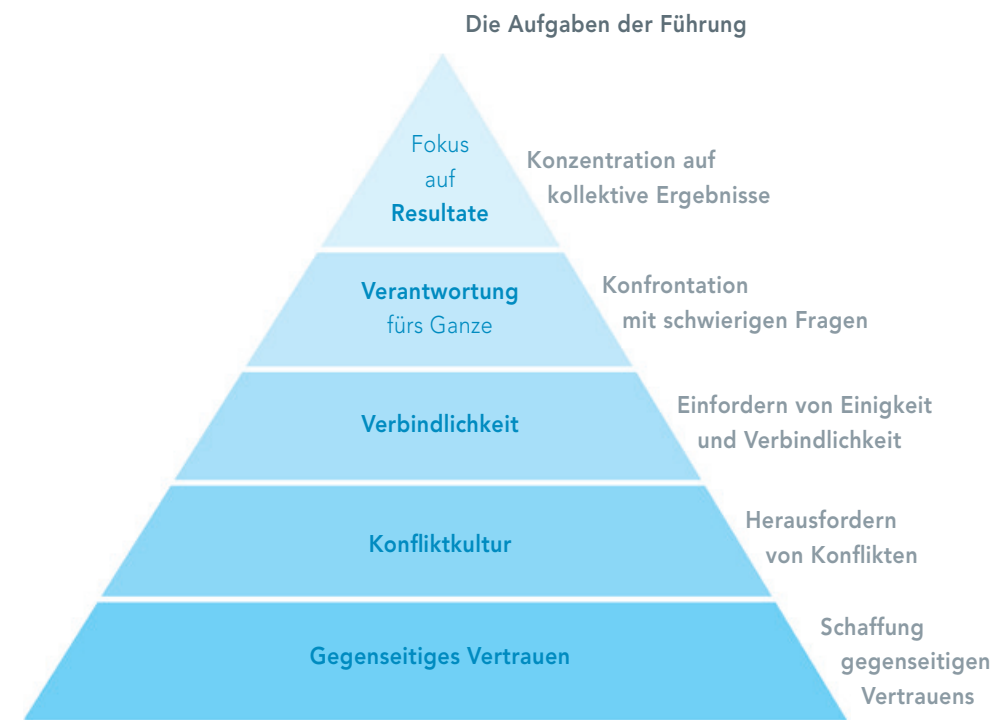 Die Aufgaben der Führung
Fokus
auf
Resultate
Konzentration auf
kollektive Ergebnisse
Verantwortung
fürs Ganze
Konfrontation
mit schwierigen Fragen
Verbindlichkeit
Einfordern von Einigkeit
und Verbindlichkeit
Konfliktkultur
Herausfordern
von Konflikten
Gegenseitiges Vertrauen
Schaffung
gegenseitigen
Vertrauens